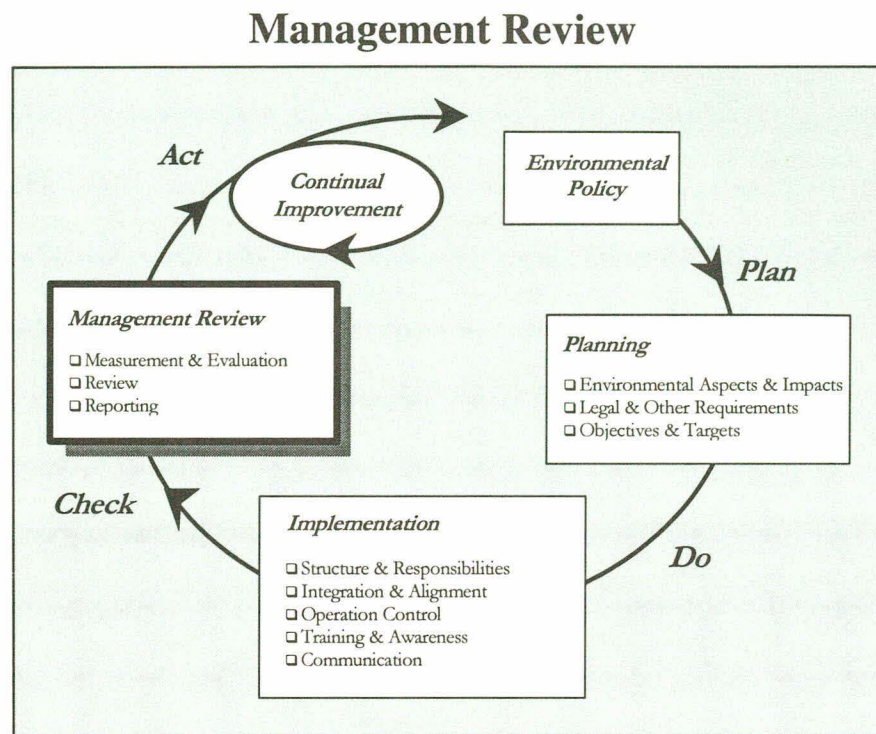 Management Review
Act
Continual
Improvement
Environmental
Policy
Plan
Management Review
❑ Measurement & Evaluation
❑ Review
❑ Reporting
Planning
❑ Environmental Aspects & Impacts
❑ Legal & Other Requirements
❑ Objectives & Targets
Check
Implementation
❑ Structure & Responsibilities
❑ Integration & Alignment
❑ Operation Control
❑ Training & Awareness
❑ Communication
Do